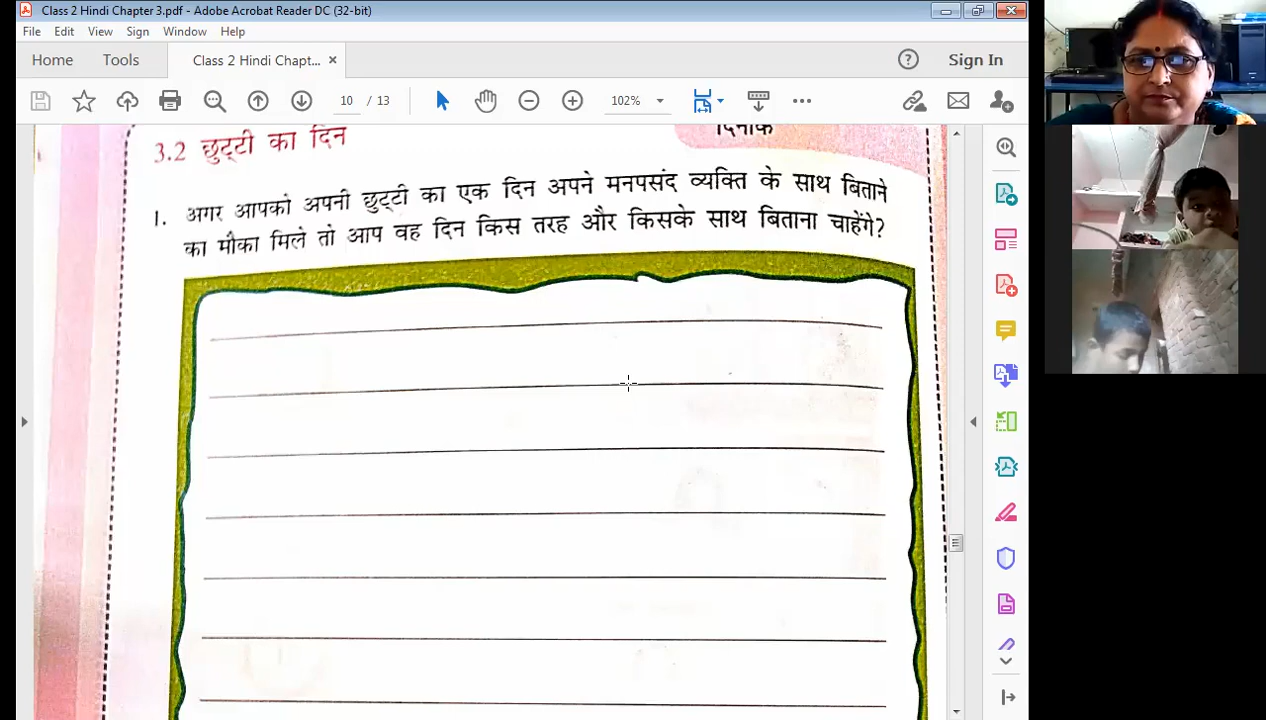 Class 2 Hindi Chapter 3.pdf - Adobe Acrobat Reader DC (32-bit)
File Edit View Sign Window Help
Home Tools Class 2 Hindi Chapt... Sign In
10 / 13 102%
दिनांक
3.2 छुट्टी का दिन
1. अगर आपको अपनी छुट्टी का एक दिन अपने मनपसंद व्यक्ति के साथ बिताने
का मौका मिले तो आप वह दिन किस तरह और किसके साथ बिताना चाहेंगे?